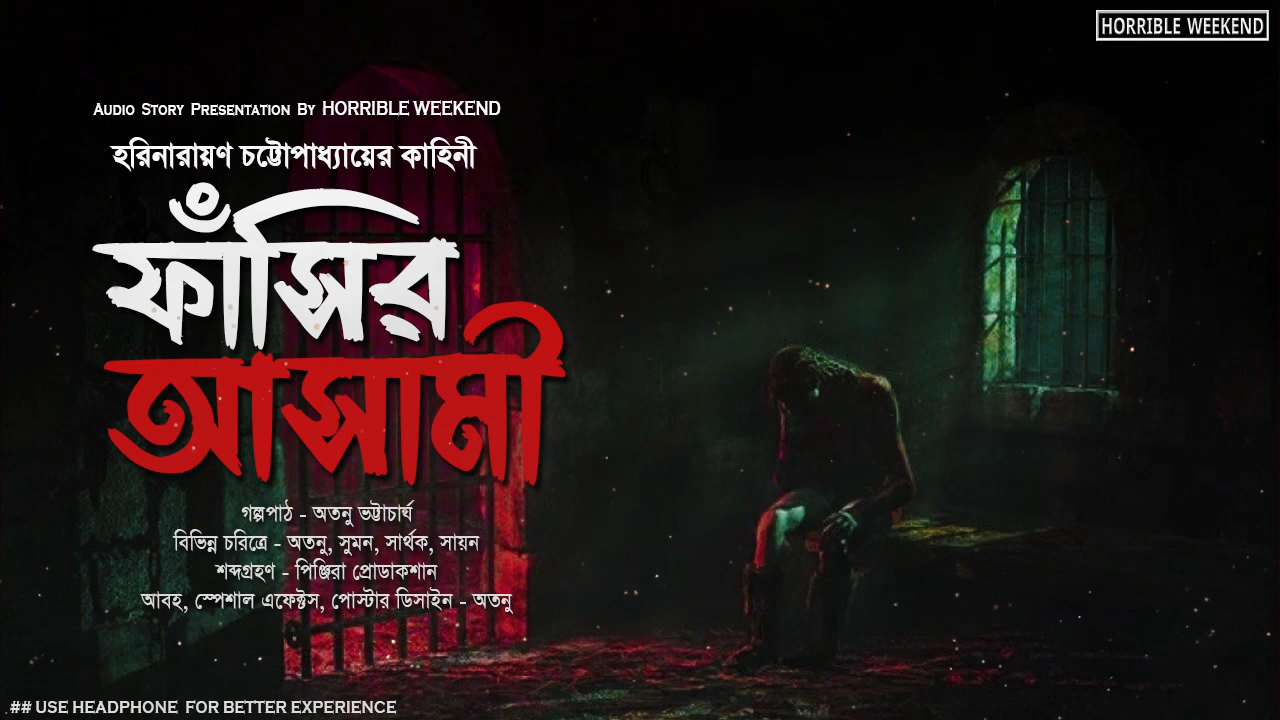 HORRIBLE WEEKEND
Audio Story Presentation By HORRIBLE WEEKEND
হরিনারায়ণ চট্টোপাধ্যায়ের কাহিনী
ফাঁসির
আসামী
গল্পপাঠ - অতনু ভট্টাচার্য
বিভিন্ন চরিত্রে - অতনু, সুমন, সার্থক, সায়ন
শব্দগ্রহণ - পিঞ্জিরা প্রোডাকশান
আবহ, স্পেশাল এফেক্টস, পোস্টার ডিসাইন - অতনু
## USE HEADPHONE FOR BETTER EXPERIENCE